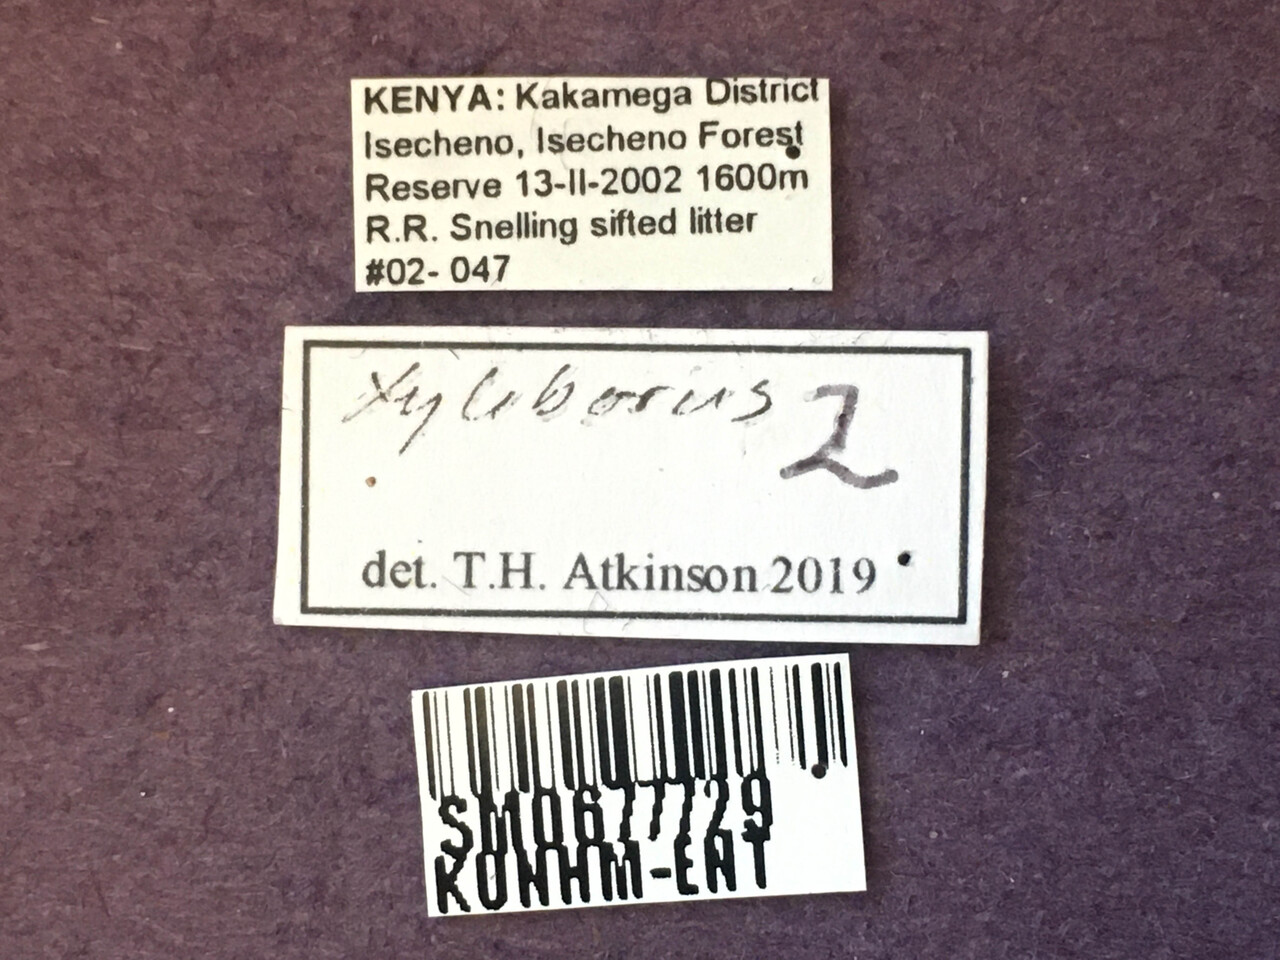 KENYA: Kakamega District
Isecheno, Isecheno Forest
Reserve 13-II-2002 1600m
R.R. Snelling sifted litter
#02- 047
Xyleborus 2
det. T.H. Atkinson 2019
SM0677729
KUNHM-ENT